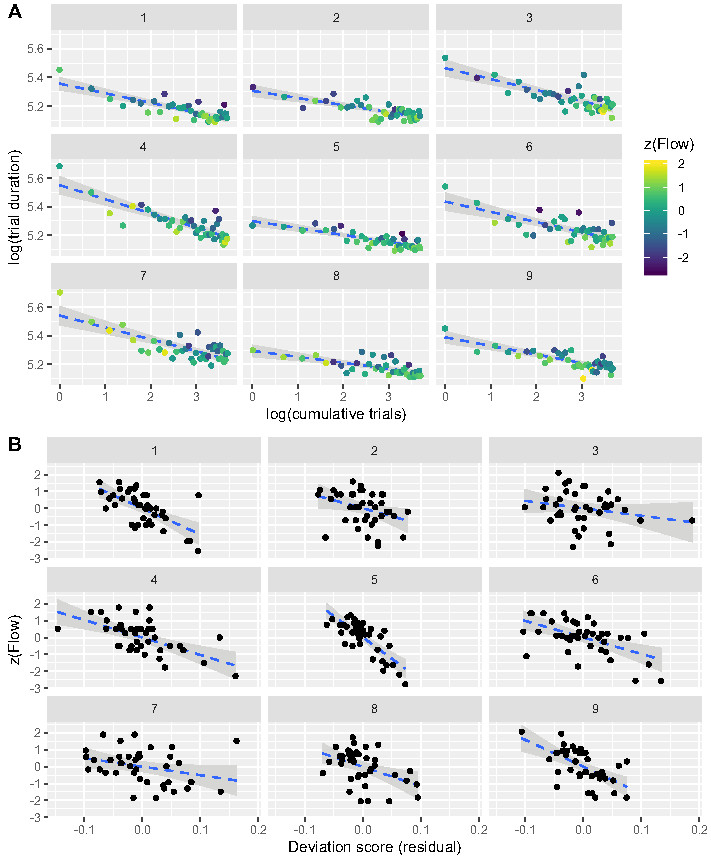 A
1 2 3
5.6
5.4
5.2
4 5 6
5.6
5.4
5.2
7 8 9
5.6
5.4
5.2
0 1 2 3 0 1 2 3 0 1 2 3
log(cumulative trials)
log(trial duration)
z(Flow)
2
1
0
-1
-2
B
1 2 3
2
1
0
-1
-2
-3
4 5 6
2
1
0
-1
-2
-3
7 8 9
2
1
0
-1
-2
-3
-0.1 0.0 0.1 0.2 -0.1 0.0 0.1 0.2 -0.1 0.0 0.1 0.2
Deviation score (residual)
z(Flow)